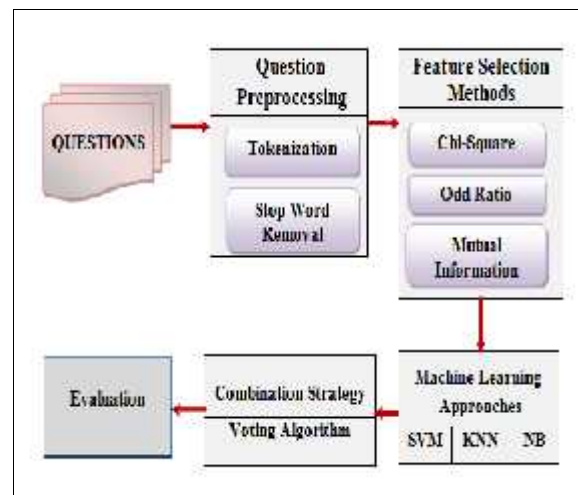 QUESTIONS
Question
Preprocessing
Tokenization
Stop Word
Removal
Feature Selection
Methods
Chi-Square
Odd Ratio
Mutual
Information
Machine Learning
Approaches
SVM KNN NB
Combination Strategy
Voting Algorithm
Evaluation